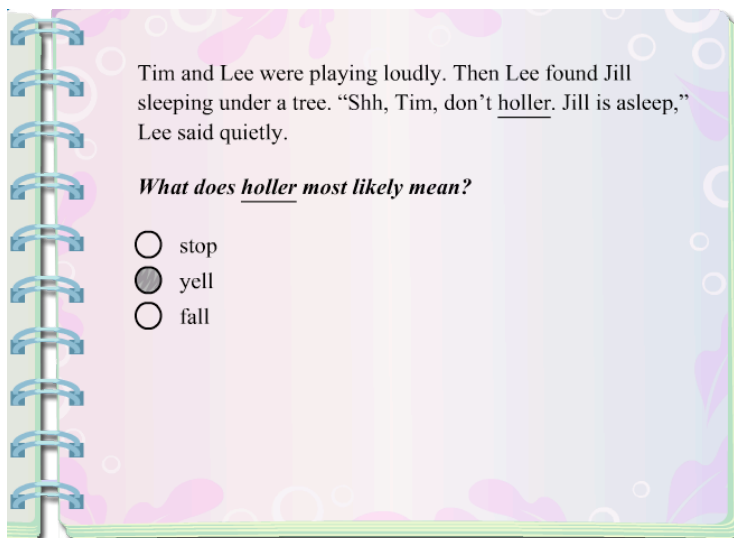 Tim and Lee were playing loudly. Then Lee found Jill
sleeping under a tree. “Shh, Tim, don’t holler. Jill is asleep,”
Lee said quietly.
What does holler most likely mean?
stop
yell
fall